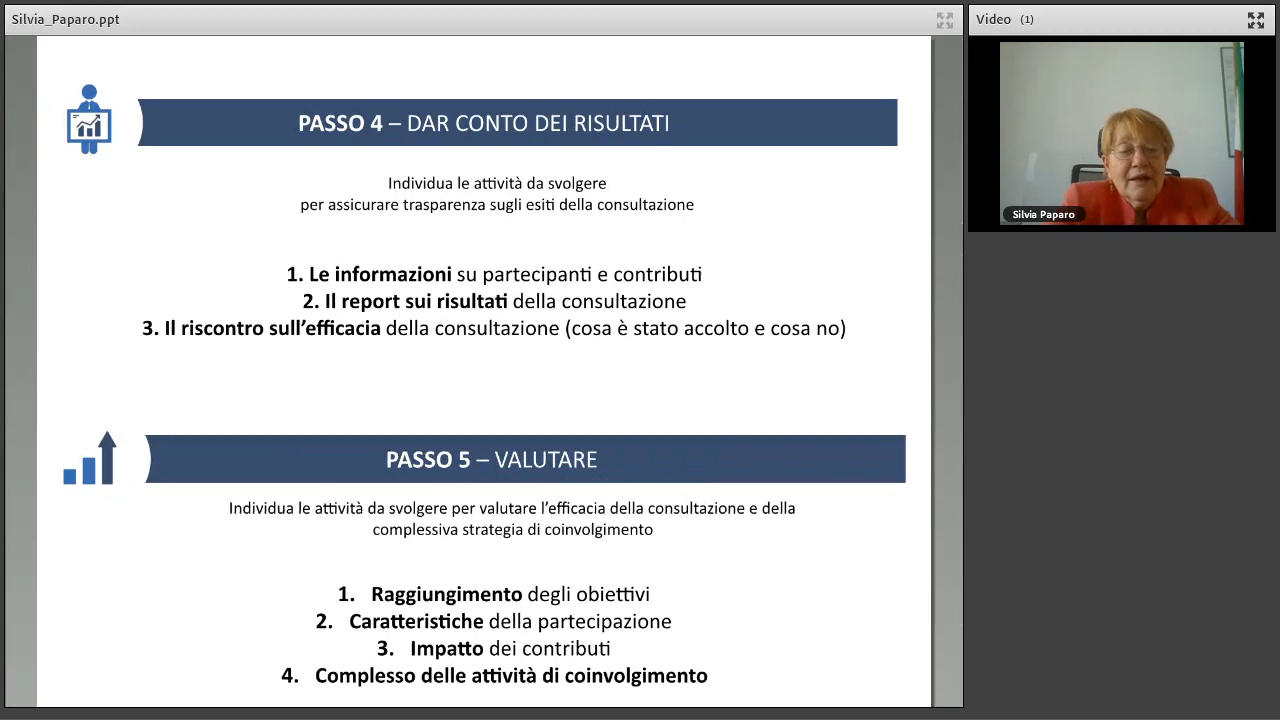 Silvia_Paparo.ppt
Video (1)
PASSO 4 – DAR CONTO DEI RISULTATI
Individua le attività da svolgere
per assicurare trasparenza sugli esiti della consultazione
1. Le informazioni su partecipanti e contributi
2. Il report sui risultati della consultazione
3. Il riscontro sull’efficacia della consultazione (cosa è stato accolto e cosa no)
PASSO 5 – VALUTARE
Individua le attività da svolgere per valutare l’efficacia della consultazione e della
complessiva strategia di coinvolgimento
1. Raggiungimento degli obiettivi
2. Caratteristiche della partecipazione
3. Impatto dei contributi
4. Complesso delle attività di coinvolgimento
Silvia Paparo